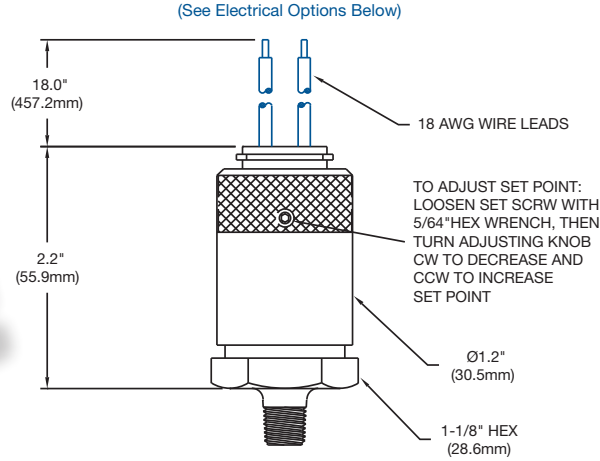 (See Electrical Options Below)
18.0"
(457.2mm)
18 AWG WIRE LEADS
TO ADJUST SET POINT:
LOOSEN SET SCRW WITH
5/64"HEX WRENCH, THEN
TURN ADJUSTING KNOB
CW TO DECREASE AND
CCW TO INCREASE
SET POINT
2.2"
(55.9mm)
Ø1.2"
(30.5mm)
1-1/8" HEX
(28.6mm)